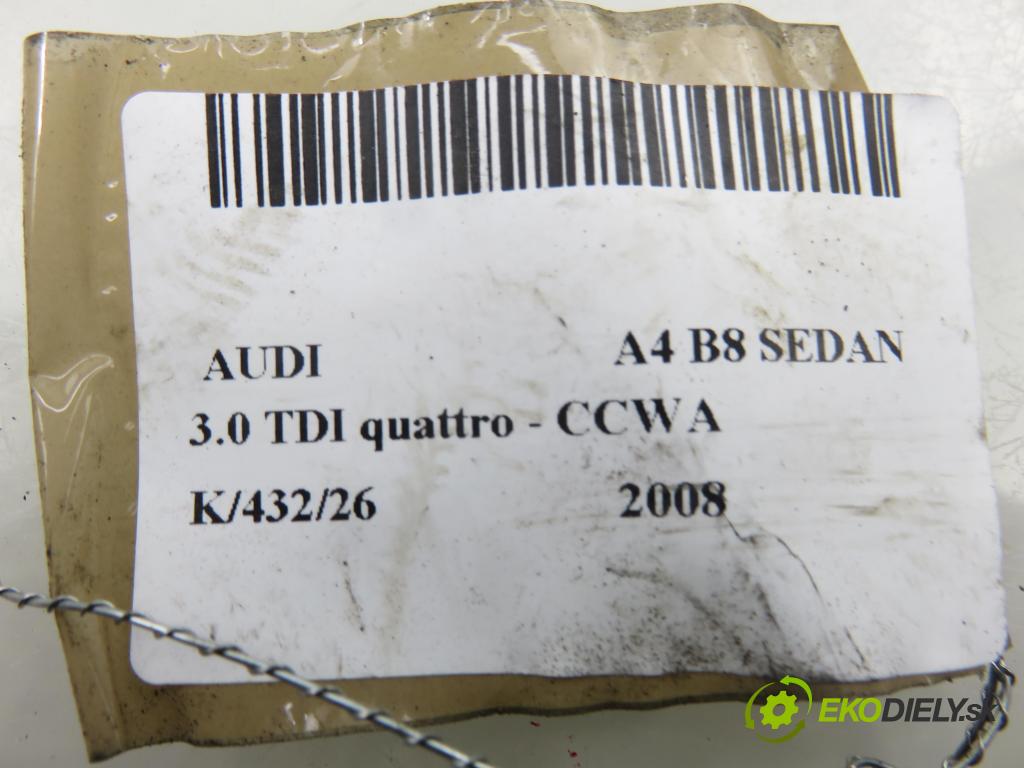 AUDI A4 B8 SEDAN
3.0 TDI quattro - CCWA
K/432/26 2008
EKODIELY.sk